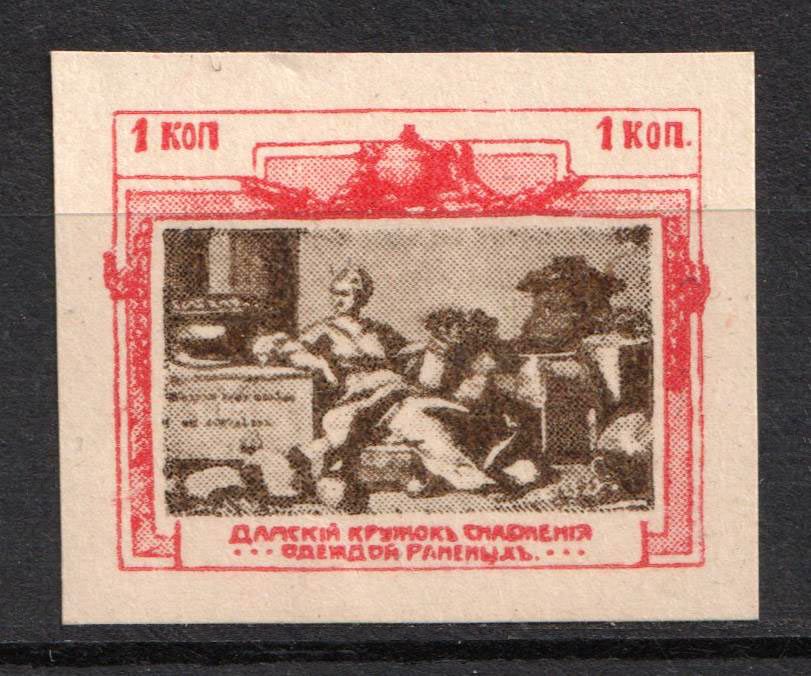 1 КОП 1 КОП.
ДАМСКІЙ КРУЖОКЪ СНАБЖЕНІЯ
... ОДЕЖДОЙ РАНЕНЫХЪ. ...